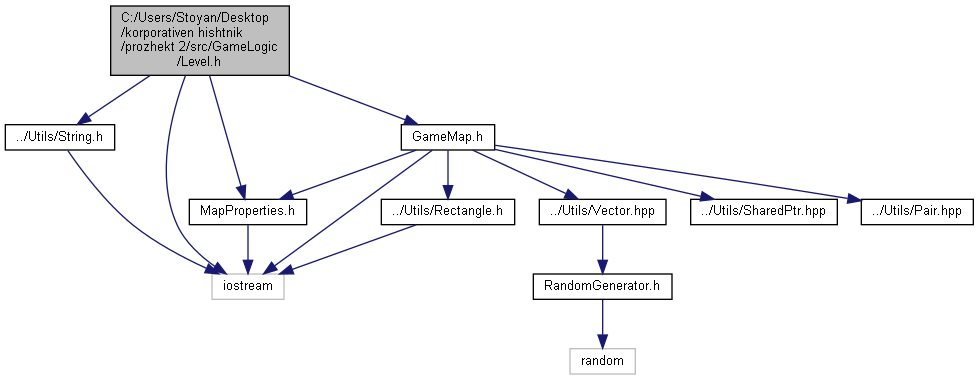 C:/Users/Stoyan/Desktop
/korporativen hishtnik
/prozhekt 2/src/GameLogic
/Level.h
../Utils/String.h
GameMap.h
MapProperties.h
../Utils/Rectangle.h
../Utils/Vector.hpp
../Utils/SharedPtr.hpp
../Utils/Pair.hpp
iostream
RandomGenerator.h
random